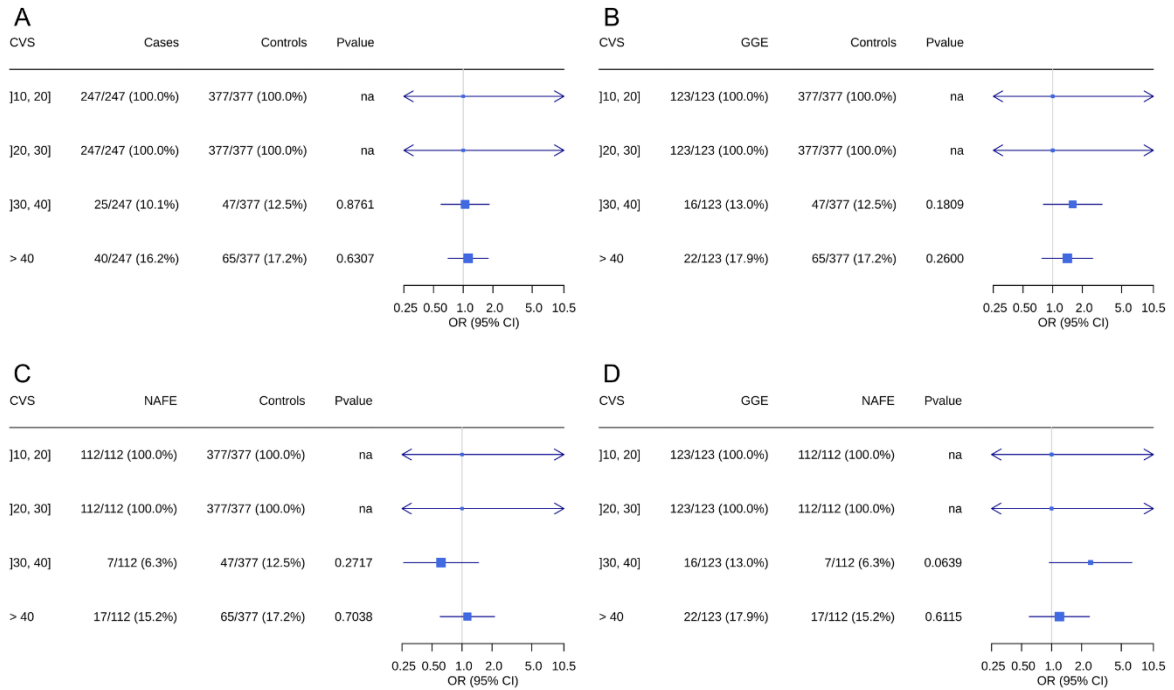 A
CVS Cases Controls Pvalue
]10, 20] 247/247 (100.0%) 377/377 (100.0%) na
]20, 30] 247/247 (100.0%) 377/377 (100.0%) na
]30, 40] 25/247 (10.1%) 47/377 (12.5%) 0.8761
> 40 40/247 (16.2%) 65/377 (17.2%) 0.6307
0.25 0.50 1.0 2.0 5.0 10.5
OR (95% CI)
B
CVS GGE Controls Pvalue
]10, 20] 123/123 (100.0%) 377/377 (100.0%) na
]20, 30] 123/123 (100.0%) 377/377 (100.0%) na
]30, 40] 16/123 (13.0%) 47/377 (12.5%) 0.1809
> 40 22/123 (17.9%) 65/377 (17.2%) 0.2600
0.25 0.50 1.0 2.0 5.0 10.5
OR (95% CI)
C
CVS NAFE Controls Pvalue
]10, 20] 112/112 (100.0%) 377/377 (100.0%) na
]20, 30] 112/112 (100.0%) 377/377 (100.0%) na
]30, 40] 7/112 (6.3%) 47/377 (12.5%) 0.2717
> 40 17/112 (15.2%) 65/377 (17.2%) 0.7038
0.25 0.50 1.0 2.0 5.0 10.5
OR (95% CI)
D
CVS GGE NAFE Pvalue
]10, 20] 123/123 (100.0%) 112/112 (100.0%) na
]20, 30] 123/123 (100.0%) 112/112 (100.0%) na
]30, 40] 16/123 (13.0%) 7/112 (6.3%) 0.0639
> 40 22/123 (17.9%) 17/112 (15.2%) 0.6115
0.25 0.50 1.0 2.0 5.0 10.5
OR (95% CI)